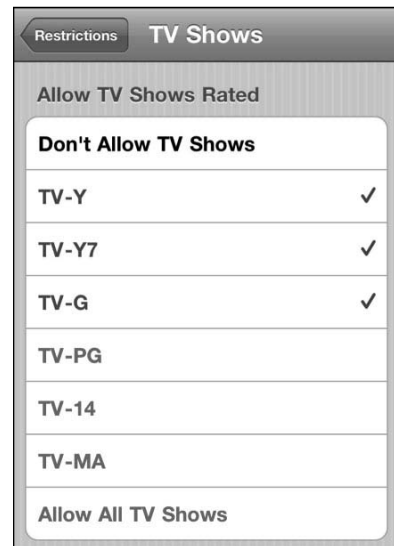 Restrictions
TV Shows
Allow TV Shows Rated
Don't Allow TV Shows
TV-Y
TV-Y7
TV-G
TV-PG
TV-14
TV-MA
Allow All TV Shows